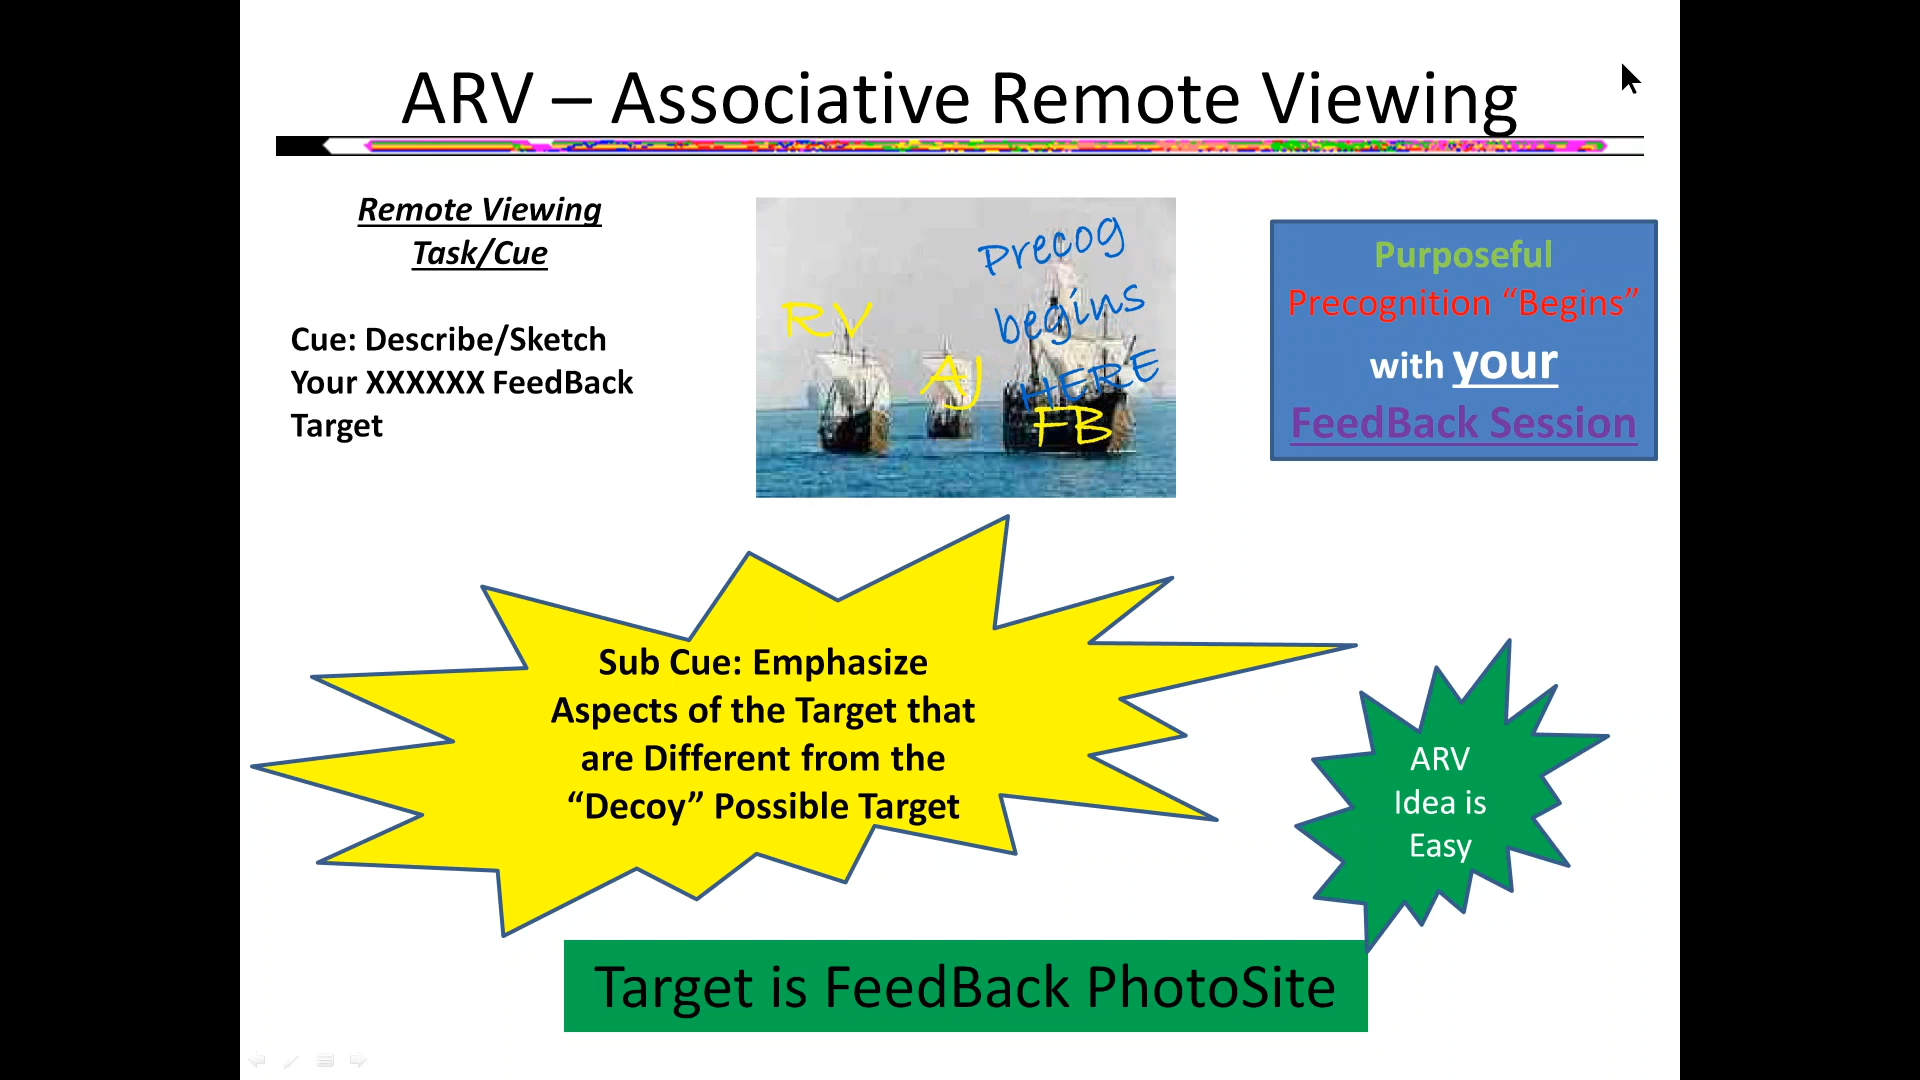 ARV – Associative Remote Viewing
Remote Viewing
Task/Cue
Cue: Describe/Sketch
Your XXXXXX FeedBack
Target
Precog
begins
HERE
RV
AJ
FB
Purposeful
Precognition “Begins”
with your
FeedBack Session
Sub Cue: Emphasize
Aspects of the Target that
are Different from the
“Decoy” Possible Target
ARV
Idea is
Easy
Target is FeedBack PhotoSite